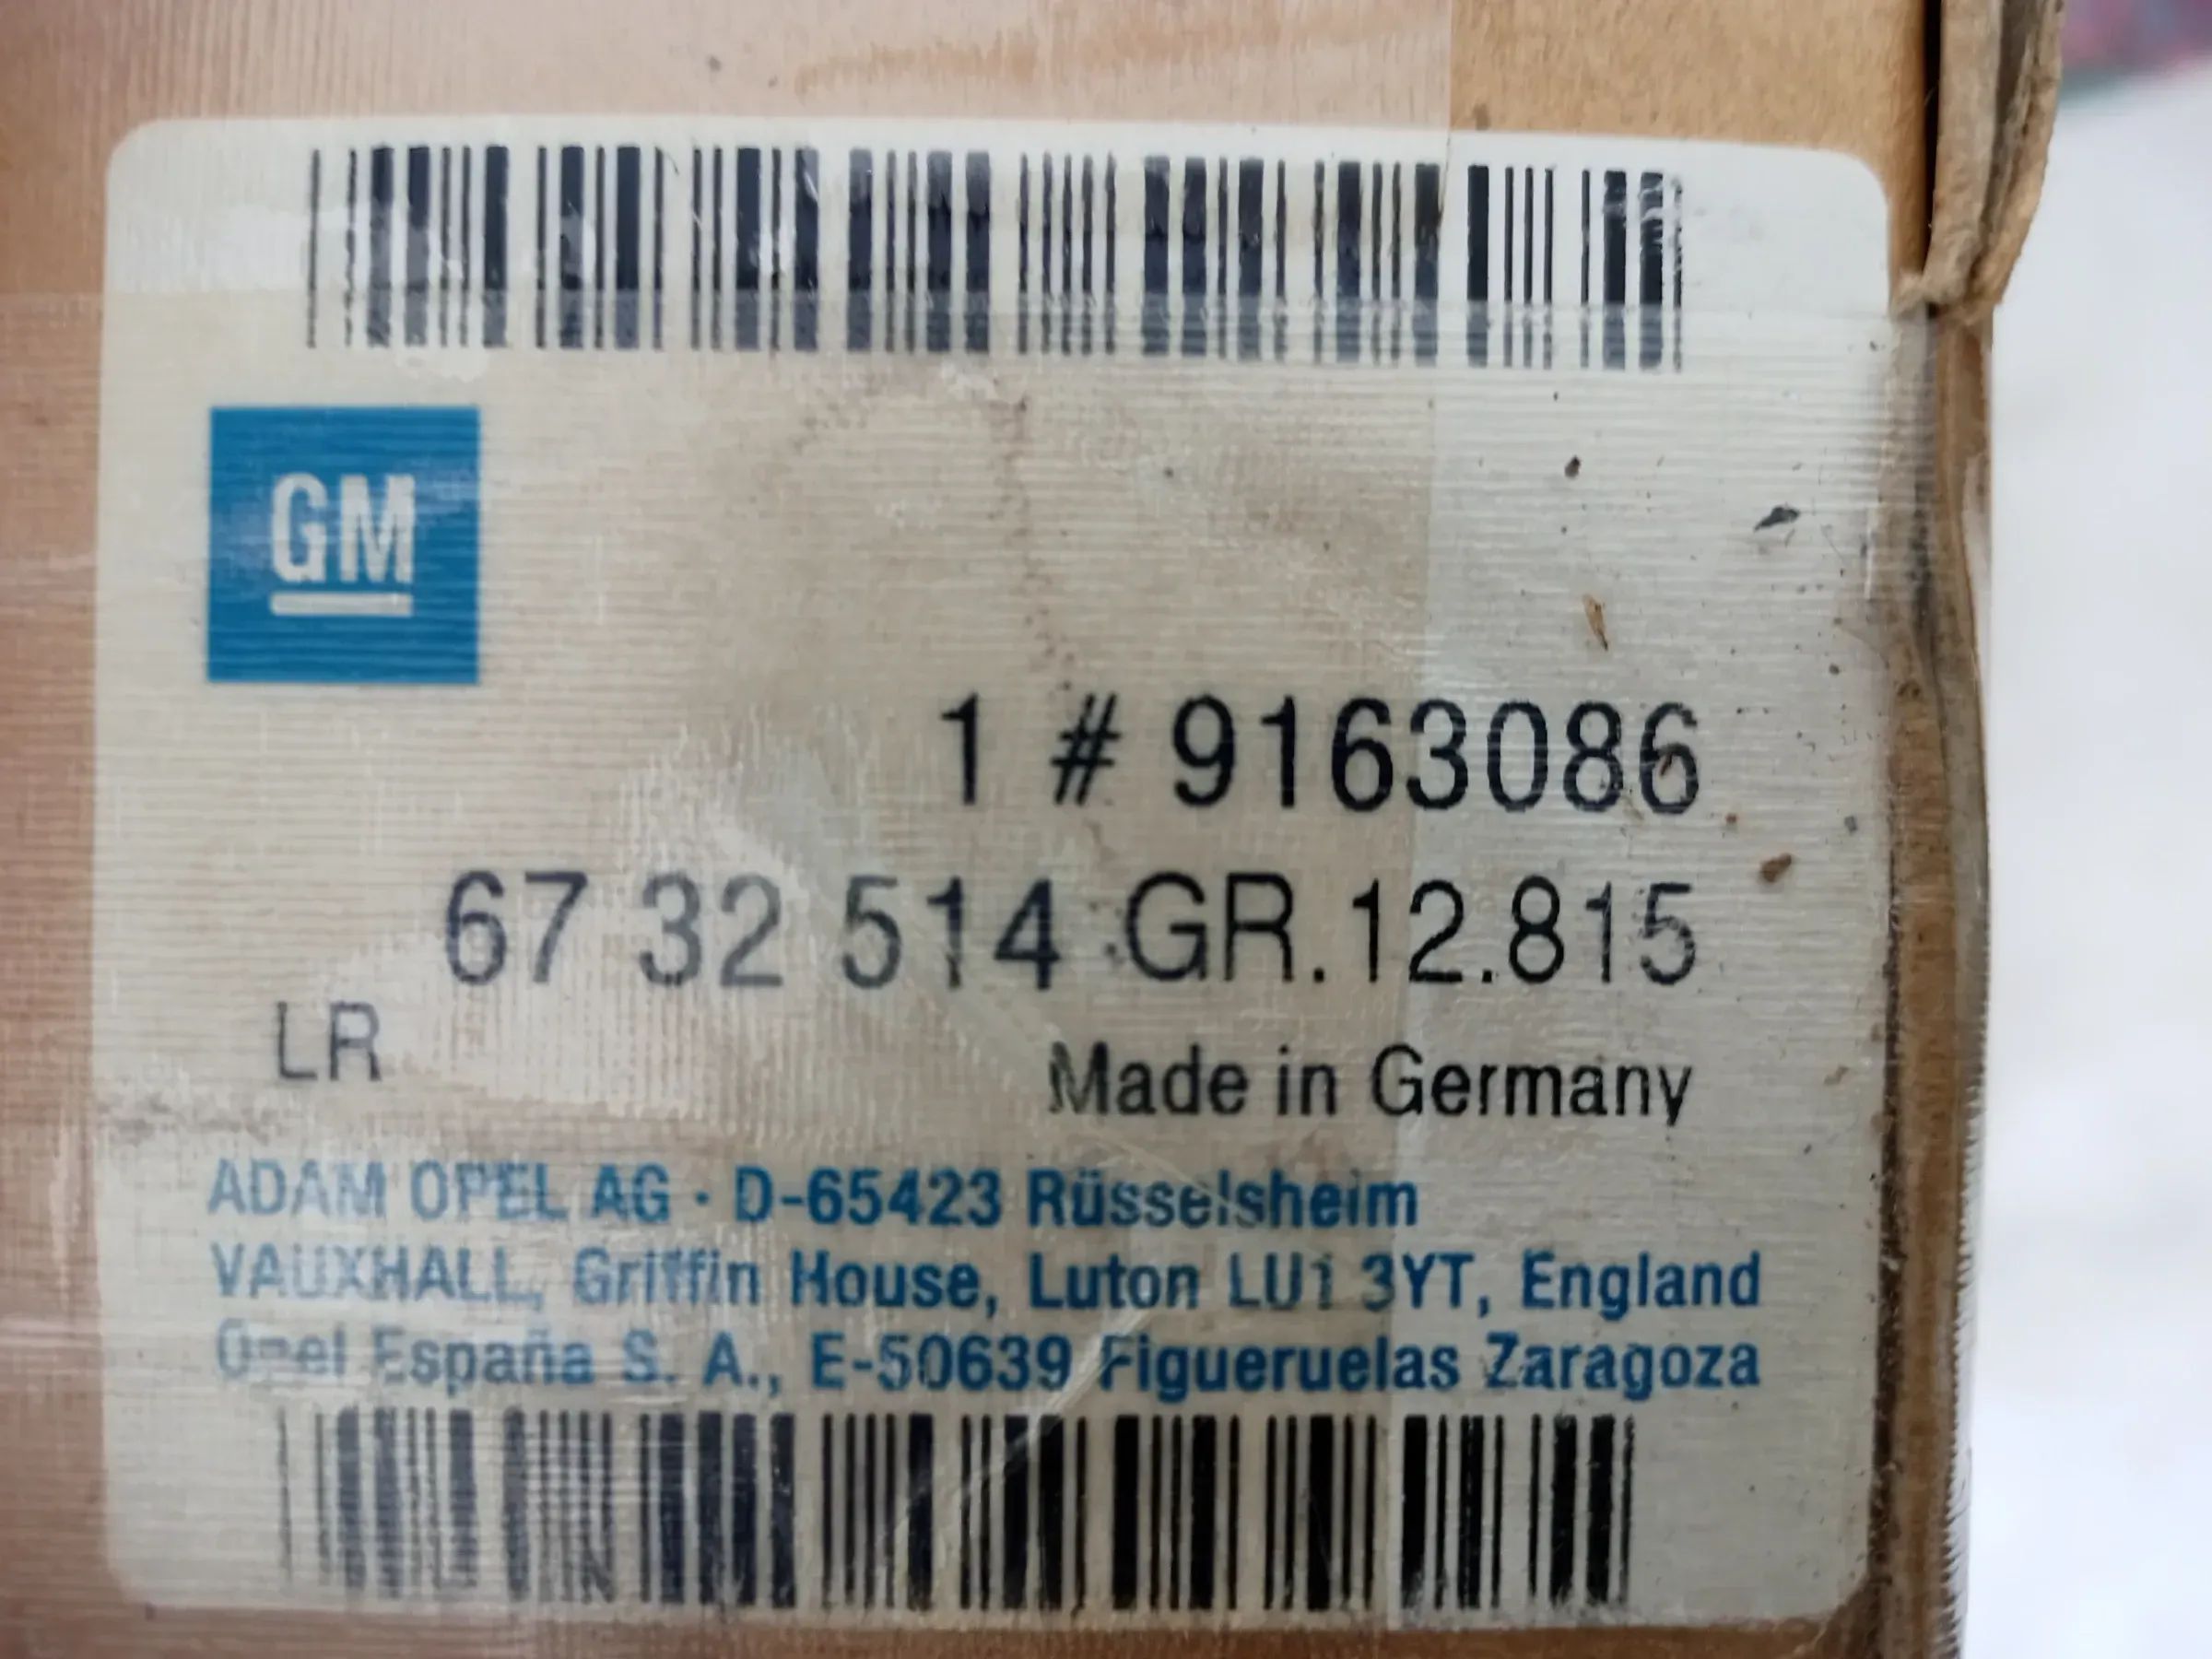 GM
1 # 9163086
67 32 514 GR.12.815
LR
Made in Germany
ADAM OPEL AG · D-65423 Rüsselsheim
VAUXHALL, Griffin House, Luton LU1 3YT, England
Opel España S. A., E-50639 Figueruelas Zaragoza